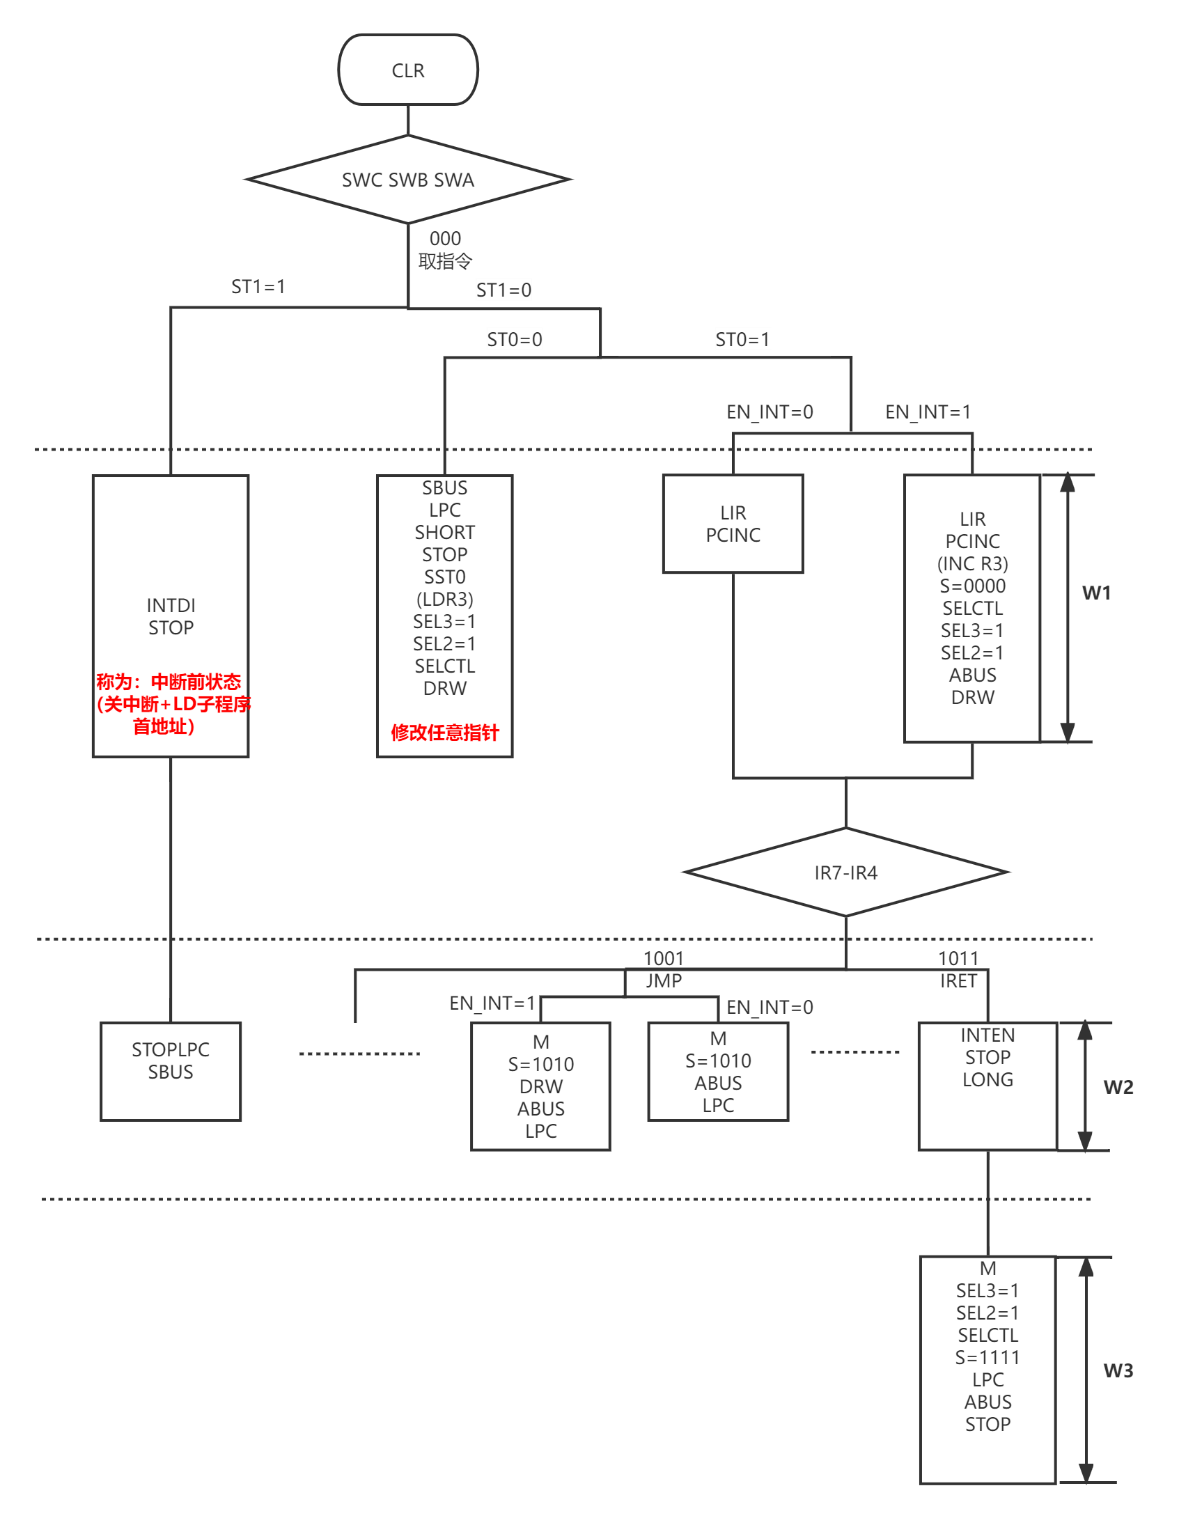 CLR
SWC SWB SWA
000
取指令
ST1=1
ST1=0
ST0=0
ST0=1
EN_INT=0
EN_INT=1
INTDI
STOP
称为：中断前状态
(关中断+LD子程序
首地址)
SBUS
LPC
SHORT
STOP
SST0
(LDR3)
SEL3=1
SEL2=1
SELCTL
DRW
修改任意指针
LIR
PCINC
LIR
PCINC
(INC R3)
S=0000
SELCTL
SEL3=1
SEL2=1
ABUS
DRW
W1
IR7-IR4
1001
JMP
1011
IRET
EN_INT=1
EN_INT=0
STOPLPC
SBUS
M
S=1010
DRW
ABUS
LPC
M
S=1010
ABUS
LPC
INTEN
STOP
LONG
W2
M
SEL3=1
SEL2=1
SELCTL
S=1111
LPC
ABUS
STOP
W3